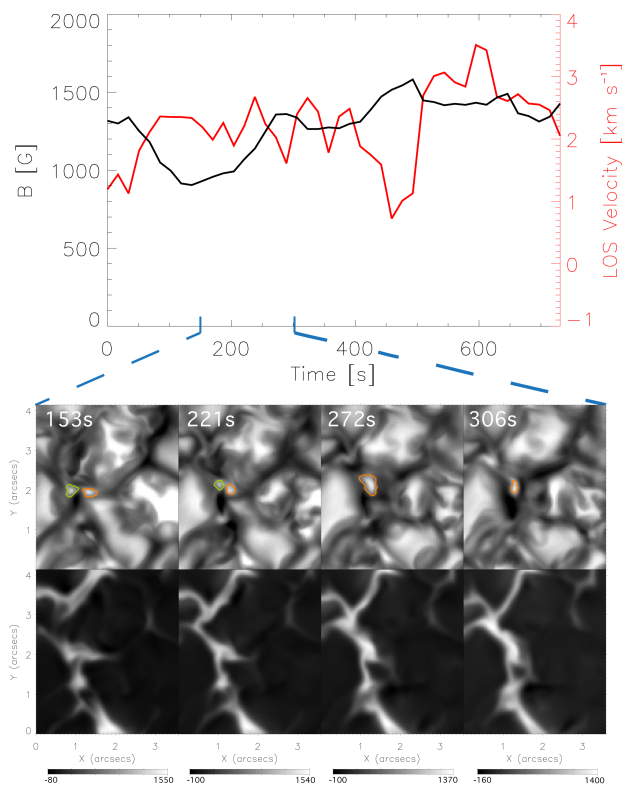 2000
1500
1000
500
0
B [G]
4
3
2
1
0
−1
LOS Velocity [km s⁻¹]
0 200 400 600
Time [s]
153s 221s 272s 306s
4
3
2
1
Y (arcsecs)
4
3
2
1
0
Y (arcsecs)
0 1 2 3 1 2 3 1 2 3 1 2 3
X (arcsecs) X (arcsecs) X (arcsecs) X (arcsecs)
-80 1550 -100 1540 -100 1370 -160 1400